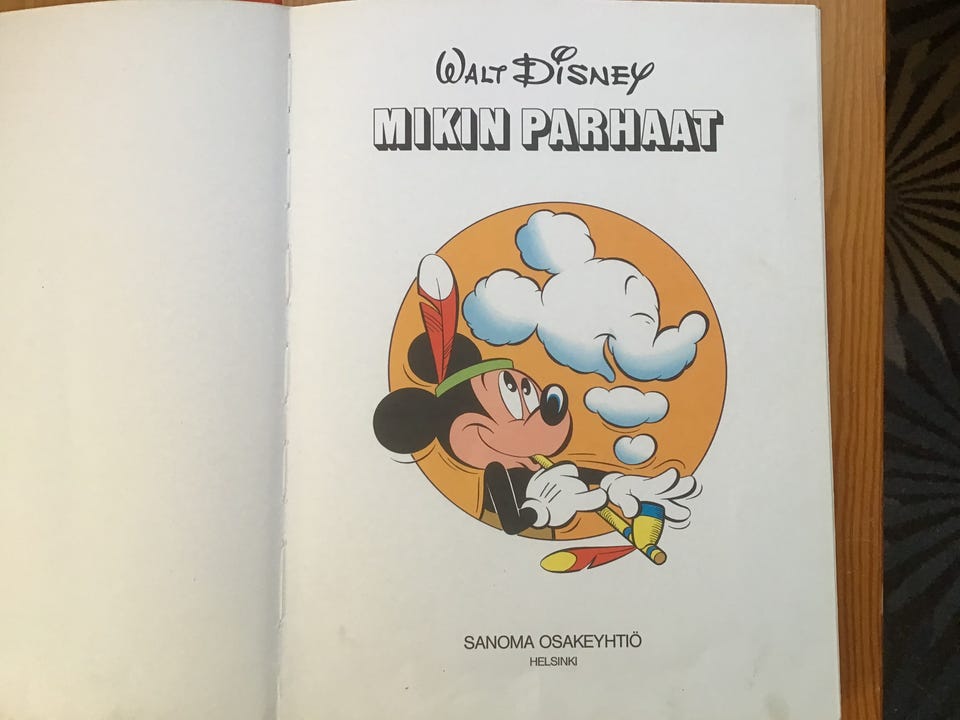 WALT DISNEY
MIKIN PARHAAT
SANOMA OSAKEYHTIÖ
HELSINKI